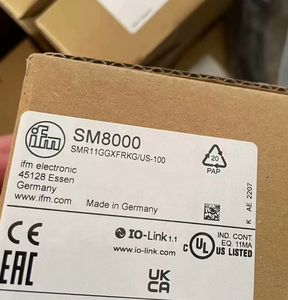 ifm
SM8000
SMR11GGXFRKG/US-100
ifm electronic
45128 Essen
Germany
www.ifm.com
Made in Germany
20
PAP
K AE 2207
CE
IO-Link 1.1
www.io-link.com
C UL US LISTED
IND. CONT
EQ. 11MA
EAC
UK
CA